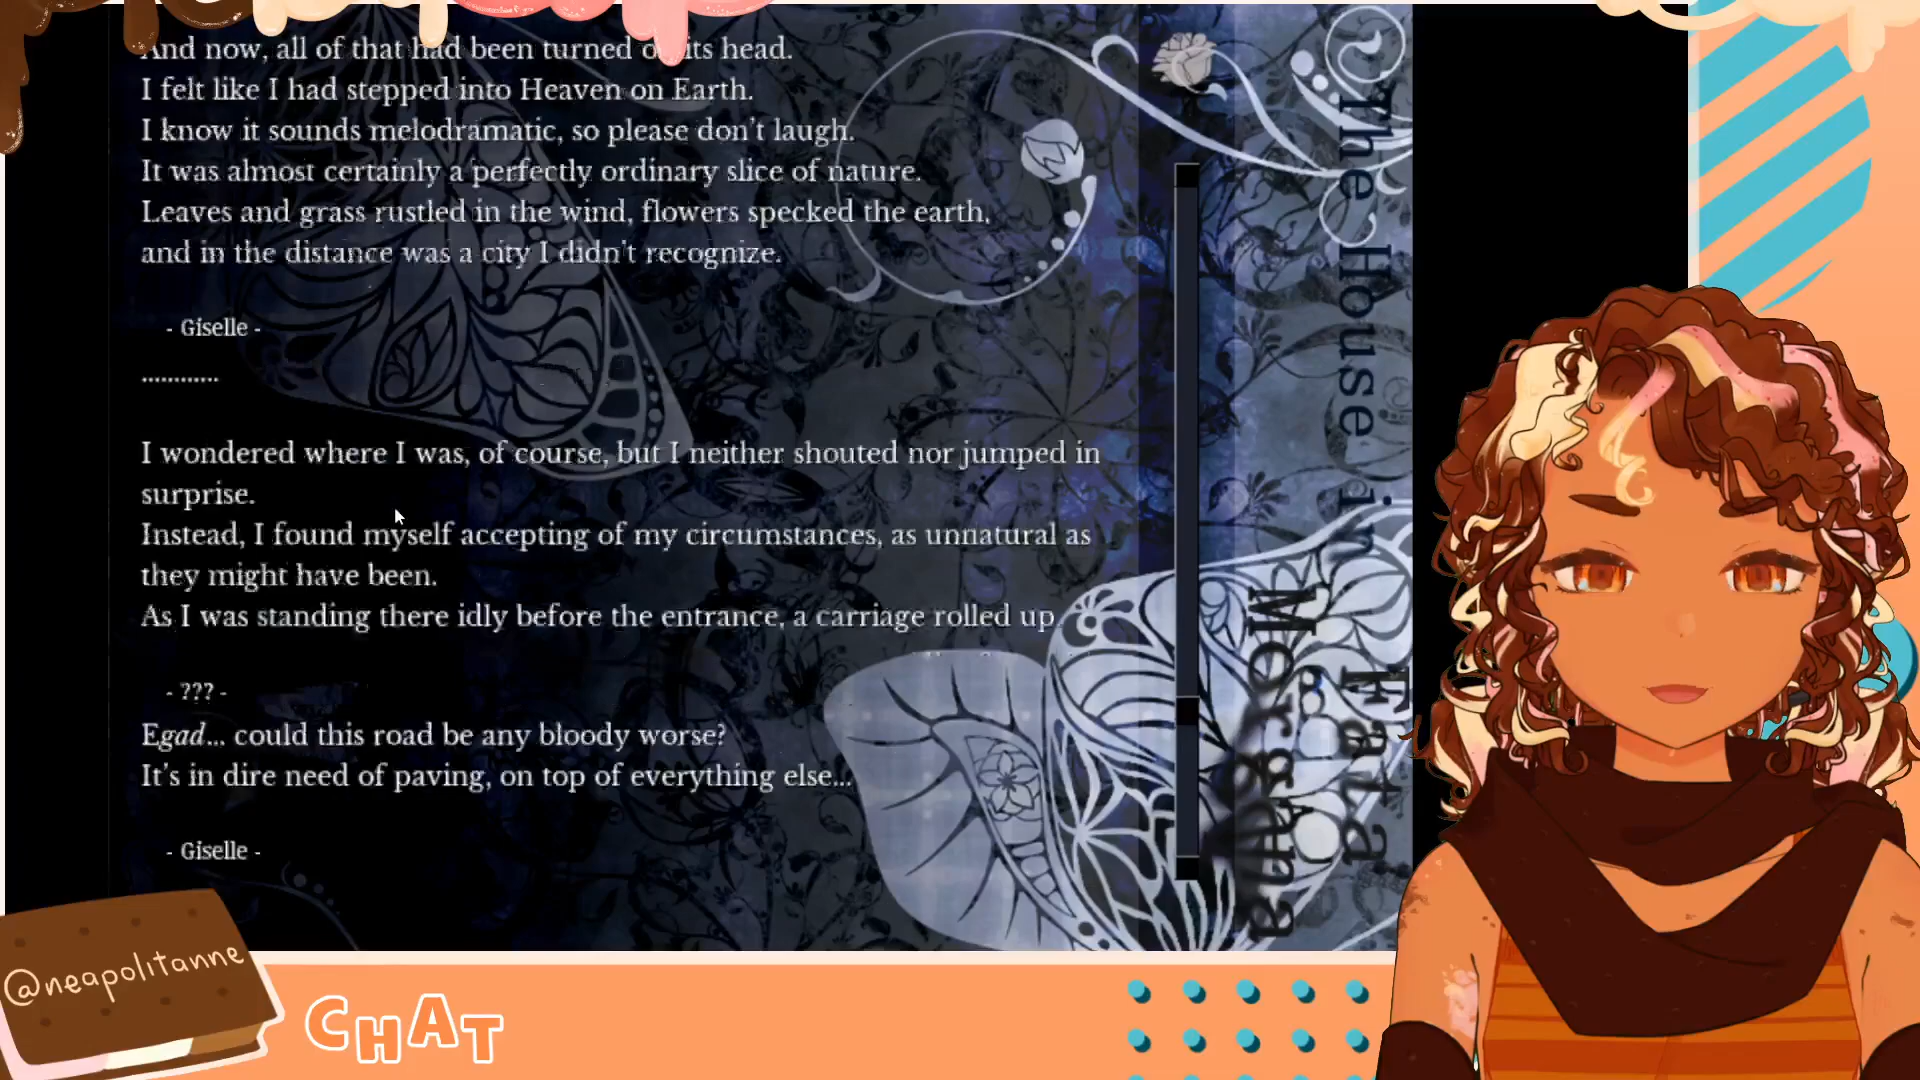 And now, all of that had been turned on its head.
I felt like I had stepped into Heaven on Earth.
I know it sounds melodramatic, so please don't laugh.
It was almost certainly a perfectly ordinary slice of nature.
Leaves and grass rustled in the wind, flowers specked the earth,
and in the distance was a city I didn't recognize.
- Giselle -
............
I wondered where I was, of course, but I neither shouted nor jumped in
surprise.
Instead, I found myself accepting of my circumstances, as unnatural as
they might have been.
As I was standing there idly before the entrance, a carriage rolled up.
- ??? -
Egad... could this road be any bloody worse?
It's in dire need of paving, on top of everything else...
- Giselle -
The House in
Fata
Morgana
@neapolitanne
CHAT